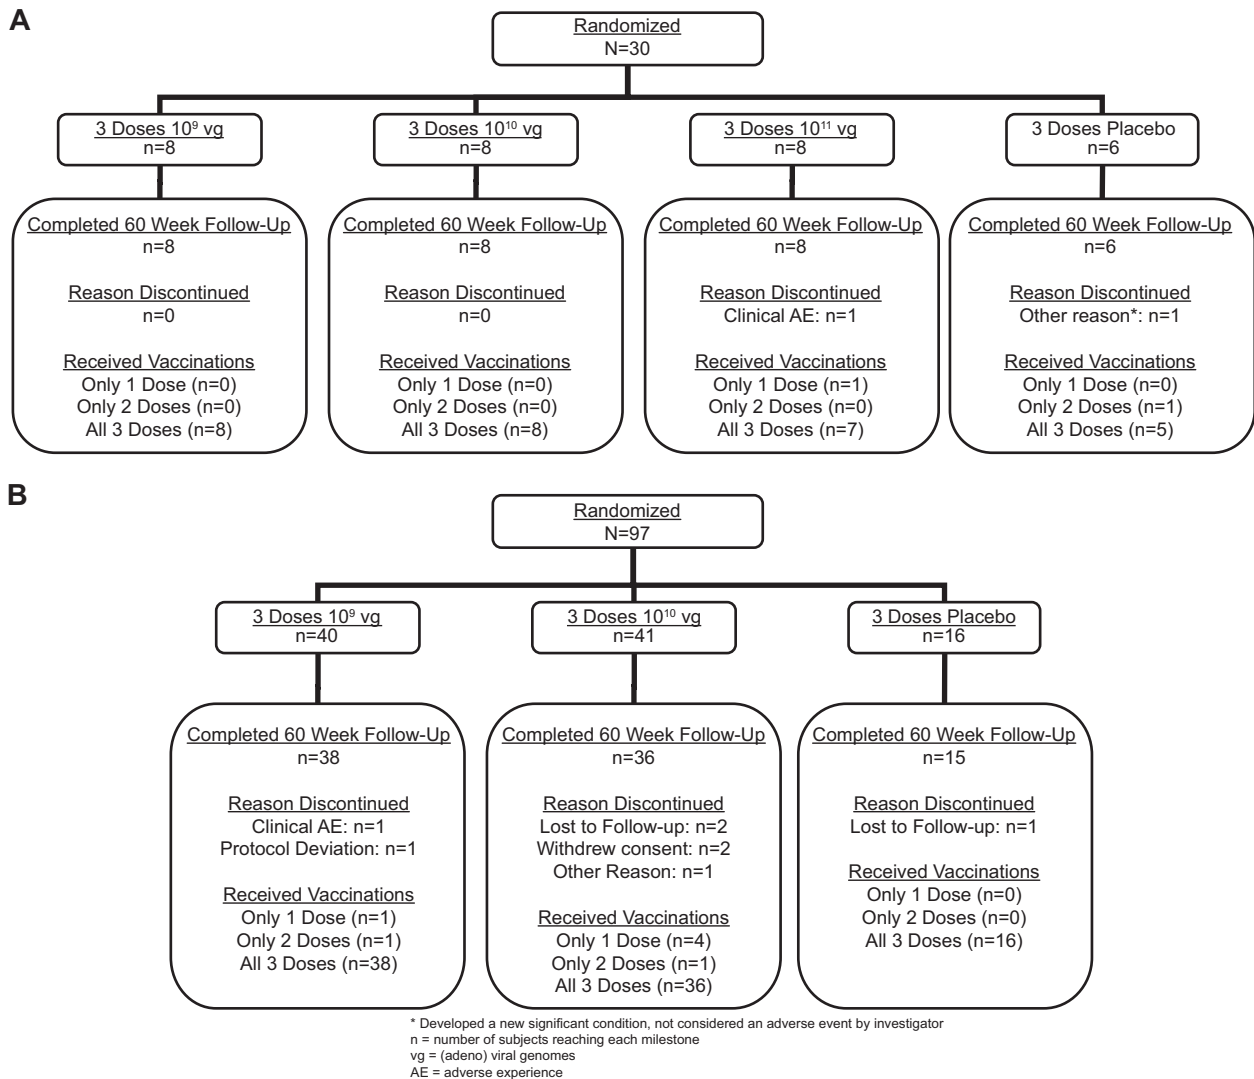 A
Randomized
N=30
3 Doses 10⁹ vg
n=8
3 Doses 10¹⁰ vg
n=8
3 Doses 10¹¹ vg
n=8
3 Doses Placebo
n=6
Completed 60 Week Follow-Up
n=8
Reason Discontinued
n=0
Received Vaccinations
Only 1 Dose (n=0)
Only 2 Doses (n=0)
All 3 Doses (n=8)
Completed 60 Week Follow-Up
n=8
Reason Discontinued
n=0
Received Vaccinations
Only 1 Dose (n=0)
Only 2 Doses (n=0)
All 3 Doses (n=8)
Completed 60 Week Follow-Up
n=8
Reason Discontinued
Clinical AE: n=1
Received Vaccinations
Only 1 Dose (n=1)
Only 2 Doses (n=0)
All 3 Doses (n=7)
Completed 60 Week Follow-Up
n=6
Reason Discontinued
Other reason*: n=1
Received Vaccinations
Only 1 Dose (n=0)
Only 2 Doses (n=1)
All 3 Doses (n=5)
B
Randomized
N=97
3 Doses 10⁹ vg
n=40
3 Doses 10¹⁰ vg
n=41
3 Doses Placebo
n=16
Completed 60 Week Follow-Up
n=38
Reason Discontinued
Clinical AE: n=1
Protocol Deviation: n=1
Received Vaccinations
Only 1 Dose (n=1)
Only 2 Doses (n=1)
All 3 Doses (n=38)
Completed 60 Week Follow-Up
n=36
Reason Discontinued
Lost to Follow-up: n=2
Withdrew consent: n=2
Other Reason: n=1
Received Vaccinations
Only 1 Dose (n=4)
Only 2 Doses (n=1)
All 3 Doses (n=36)
Completed 60 Week Follow-Up
n=15
Reason Discontinued
Lost to Follow-up: n=1
Received Vaccinations
Only 1 Dose (n=0)
Only 2 Doses (n=0)
All 3 Doses (n=16)
* Developed a new significant condition, not considered an adverse event by investigator
n = number of subjects reaching each milestone
vg = (adeno) viral genomes
AE = adverse experience